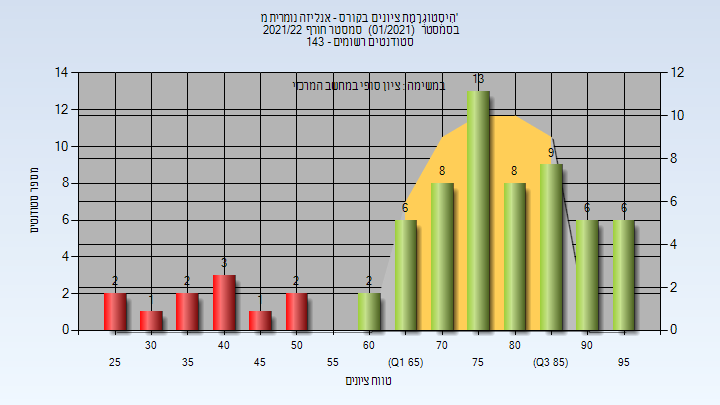 היסטוגרמת ציונים בקורס - אנליזה נומרית מ'
בסמסטר (01/2021) סמסטר חורף 2021/22
סטודנטים רשומים - 143
במשימה : ציון סופי במחשב המרכזי
14 12 10 8 6 4 2 0
12 10 8 6 4 2 0
מספר סטודנטים
2 1 2 3 1 2 2 6 8 13 8 9 6 6
30 40 50 60 70 80 90
25 35 45 55 (Q1 65) 75 (Q3 85) 95
טווח ציונים